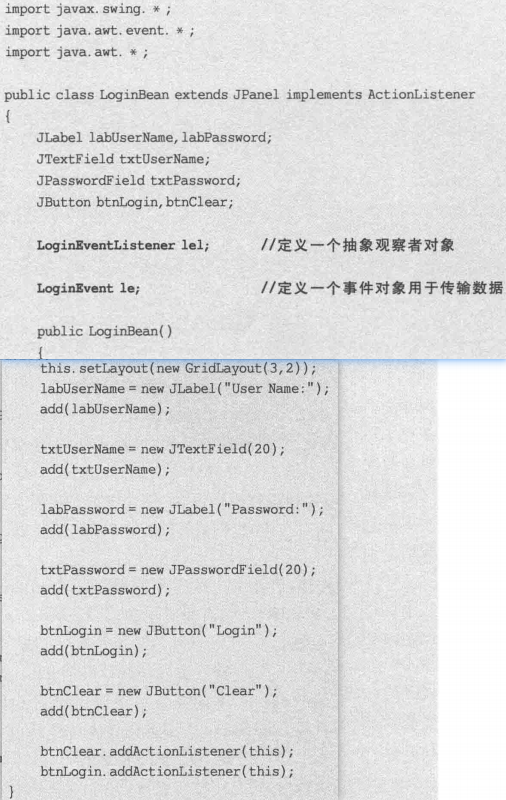 import javax.swing. * ;
import java.awt.event. * ;
import java.awt. * ;
public class LoginBean extends JPanel implements ActionListener
{
JLabel labUserName,labPassword;
JTextField txtUserName;
JPasswordField txtPassword;
JButton btnLogin,btnClear;
LoginEventListener lel; //定义一个抽象观察者对象
LoginEvent le; //定义一个事件对象用于传输数据
public LoginBean()
{
this.setLayout(new GridLayout(3,2));
labUserName = new JLabel("User Name:");
add(labUserName);
txtUserName = new JTextField(20);
add(txtUserName);
labPassword = new JLabel("Password:");
add(labPassword);
txtPassword = new JPasswordField(20);
add(txtPassword);
btnLogin = new JButton("Login");
add(btnLogin);
btnClear = new JButton("Clear");
add(btnClear);
btnClear.addActionListener(this);
btnLogin.addActionListener(this);
}